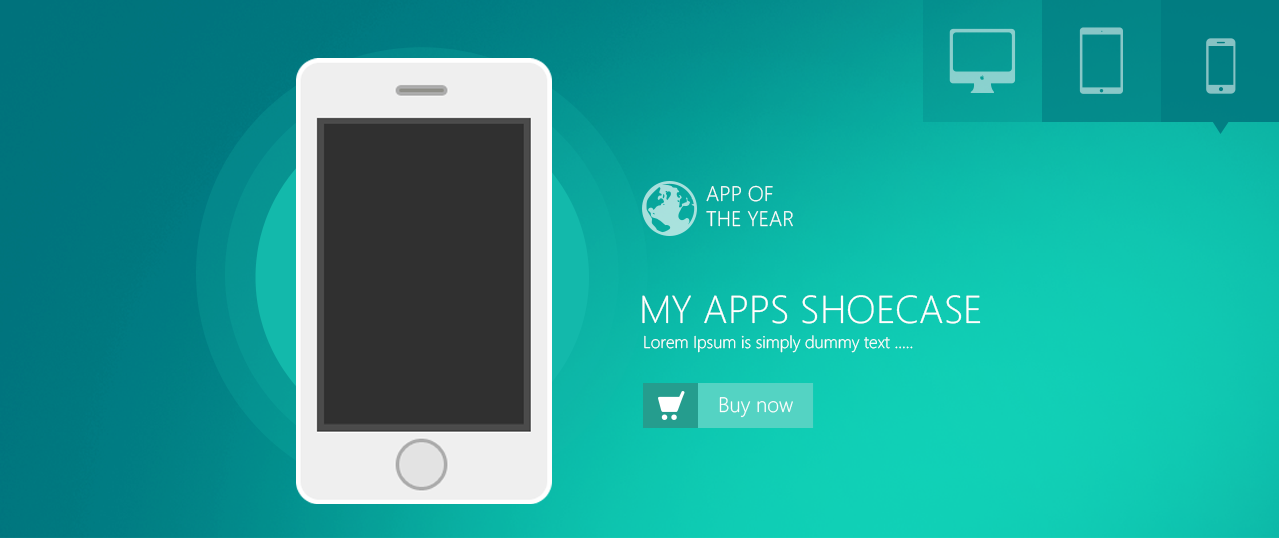 APP OF
THE YEAR
MY APPS SHOECASE
Lorem Ipsum is simply dummy text .....
Buy now